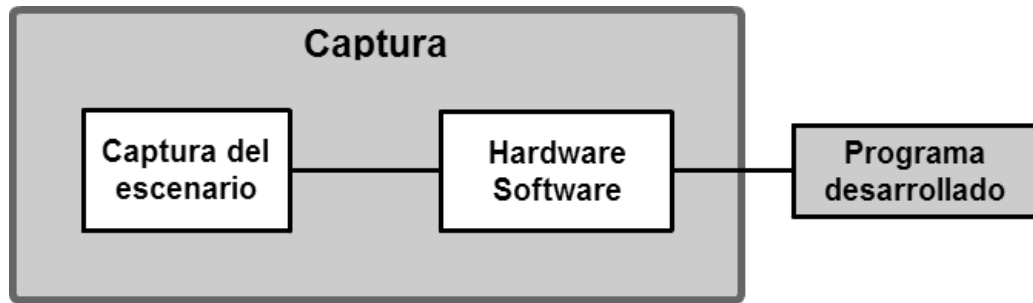 Captura
Captura del
escenario
Hardware
Software
Programa
desarrollado